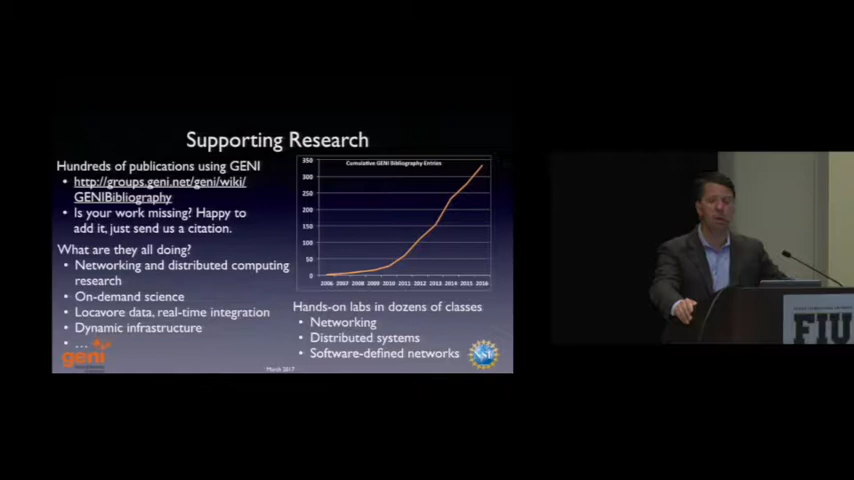 Supporting Research
Hundreds of publications using GENI
• http://groups.geni.net/geni/wiki/
GENIBibliography
• Is your work missing? Happy to
add it, just send us a citation.
What are they all doing?
• Networking and distributed computing
research
• On-demand science
• Locavore data, real-time integration
• Dynamic infrastructure
• ...
geni
Cumulative GENI Bibliography Entries
350
300
250
200
150
100
50
0
2006 2007 2008 2009 2010 2011 2012 2013 2014 2015 2016
Hands-on labs in dozens of classes
• Networking
• Distributed systems
• Software-defined networks
NSF
March 2017
FIU